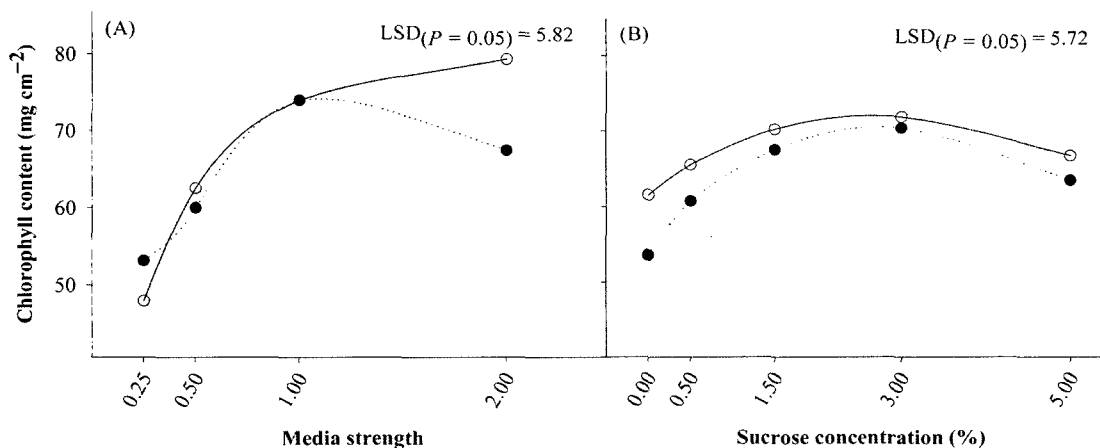 (A)
LSD(P = 0.05) = 5.82
(B)
LSD(P = 0.05) = 5.72
Chlorophyll content (mg cm−2)
80
70
60
50
0.25
0.50
1.00
2.00
0.00
0.50
1.50
3.00
5.00
Media strength
Sucrose concentration (%)